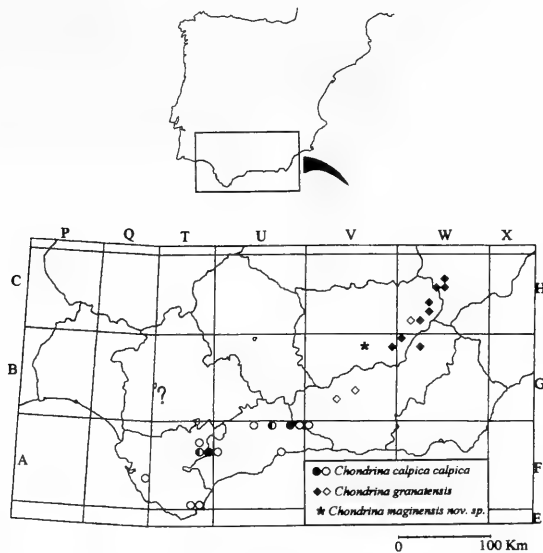 P Q T U V W X
C H
B ? G
A F
Chondrina calpica calpica
Chondrina granatensis
Chondrina maginensis nov. sp.
E
0 100 Km